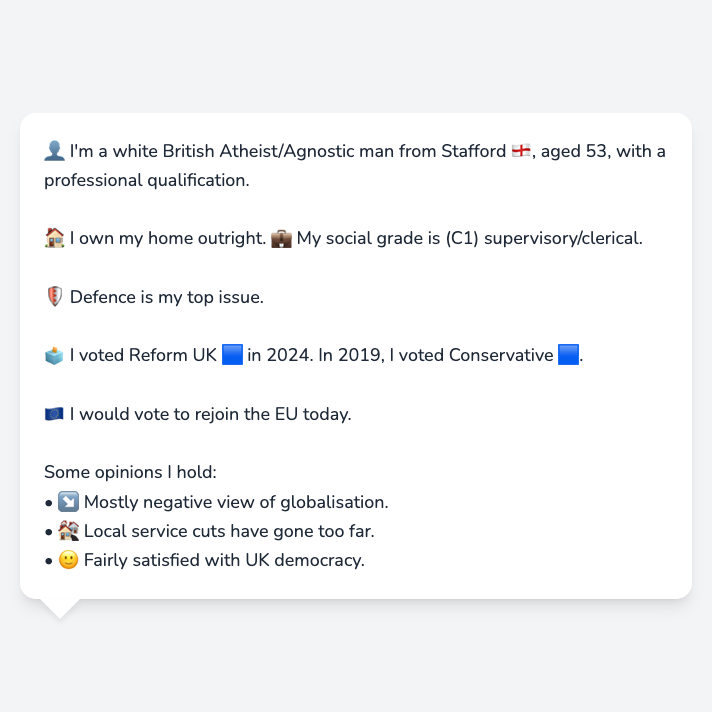 👤 I'm a white British Atheist/Agnostic man from Stafford 🏴󠁧󠁢󠁥󠁮󠁧󠁿, aged 53, with a
professional qualification.
🏠 I own my home outright. 💼 My social grade is (C1) supervisory/clerical.
🛡️ Defence is my top issue.
🗳️ I voted Reform UK 🟦 in 2024. In 2019, I voted Conservative 🟦.
🇪🇺 I would vote to rejoin the EU today.
Some opinions I hold:
• ↘️ Mostly negative view of globalisation.
• 🏚️ Local service cuts have gone too far.
• 🙂 Fairly satisfied with UK democracy.